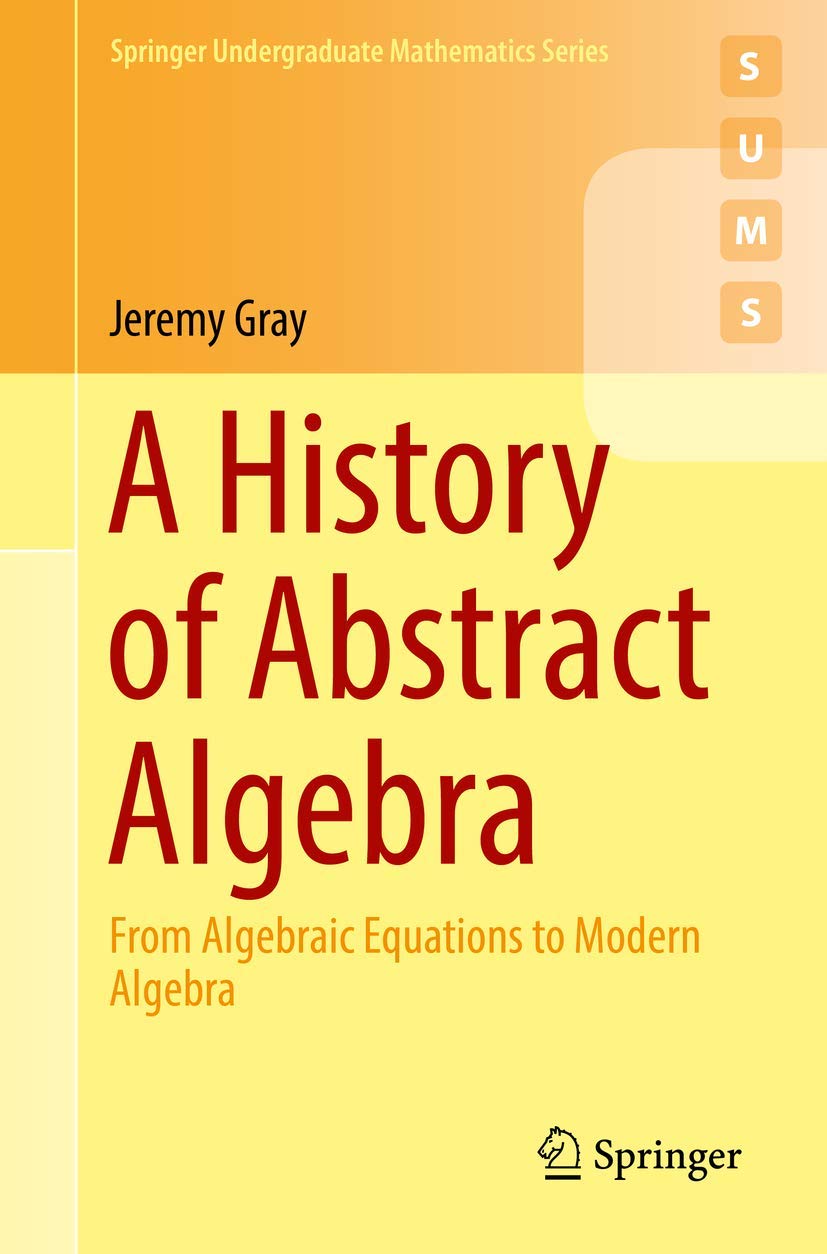 Springer Undergraduate Mathematics Series
S
U
M
S
Jeremy Gray
A History
of Abstract
Algebra
From Algebraic Equations to Modern
Algebra
Springer